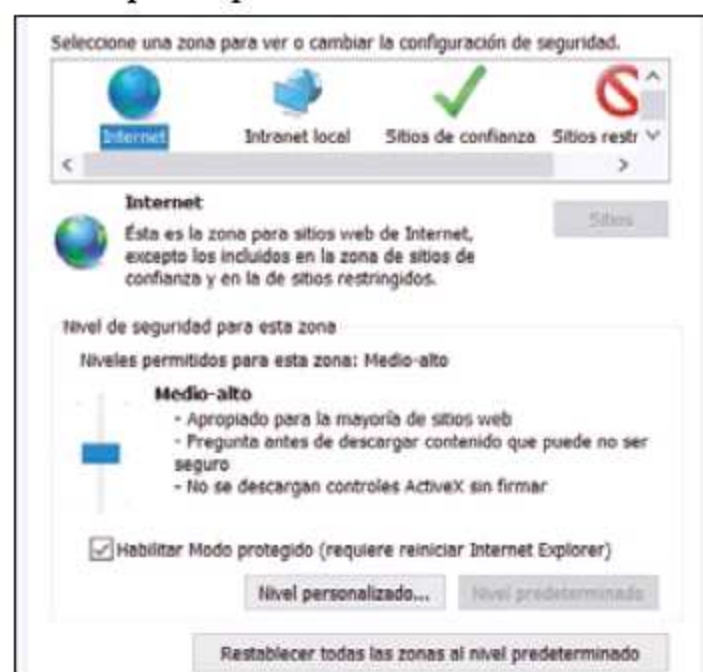 Seleccione una zona para ver o cambiar la configuración de seguridad.
Internet Intranet local Sitios de confianza Sitios restr
Internet
Sitios
Ésta es la zona para sitios web de Internet,
excepto los incluidos en la zona de sitios de
confianza y en la de sitios restringidos.
Nivel de seguridad para esta zona
Niveles permitidos para esta zona: Medio-alto
Medio-alto
- Apropiado para la mayoría de sitios web
- Pregunta antes de descargar contenido que puede no ser
seguro
- No se descargan controles ActiveX sin firmar
Habilitar Modo protegido (requiere reiniciar Internet Explorer)
Nivel personalizado... Nivel predeterminado
Restablecer todas las zonas al nivel predeterminado